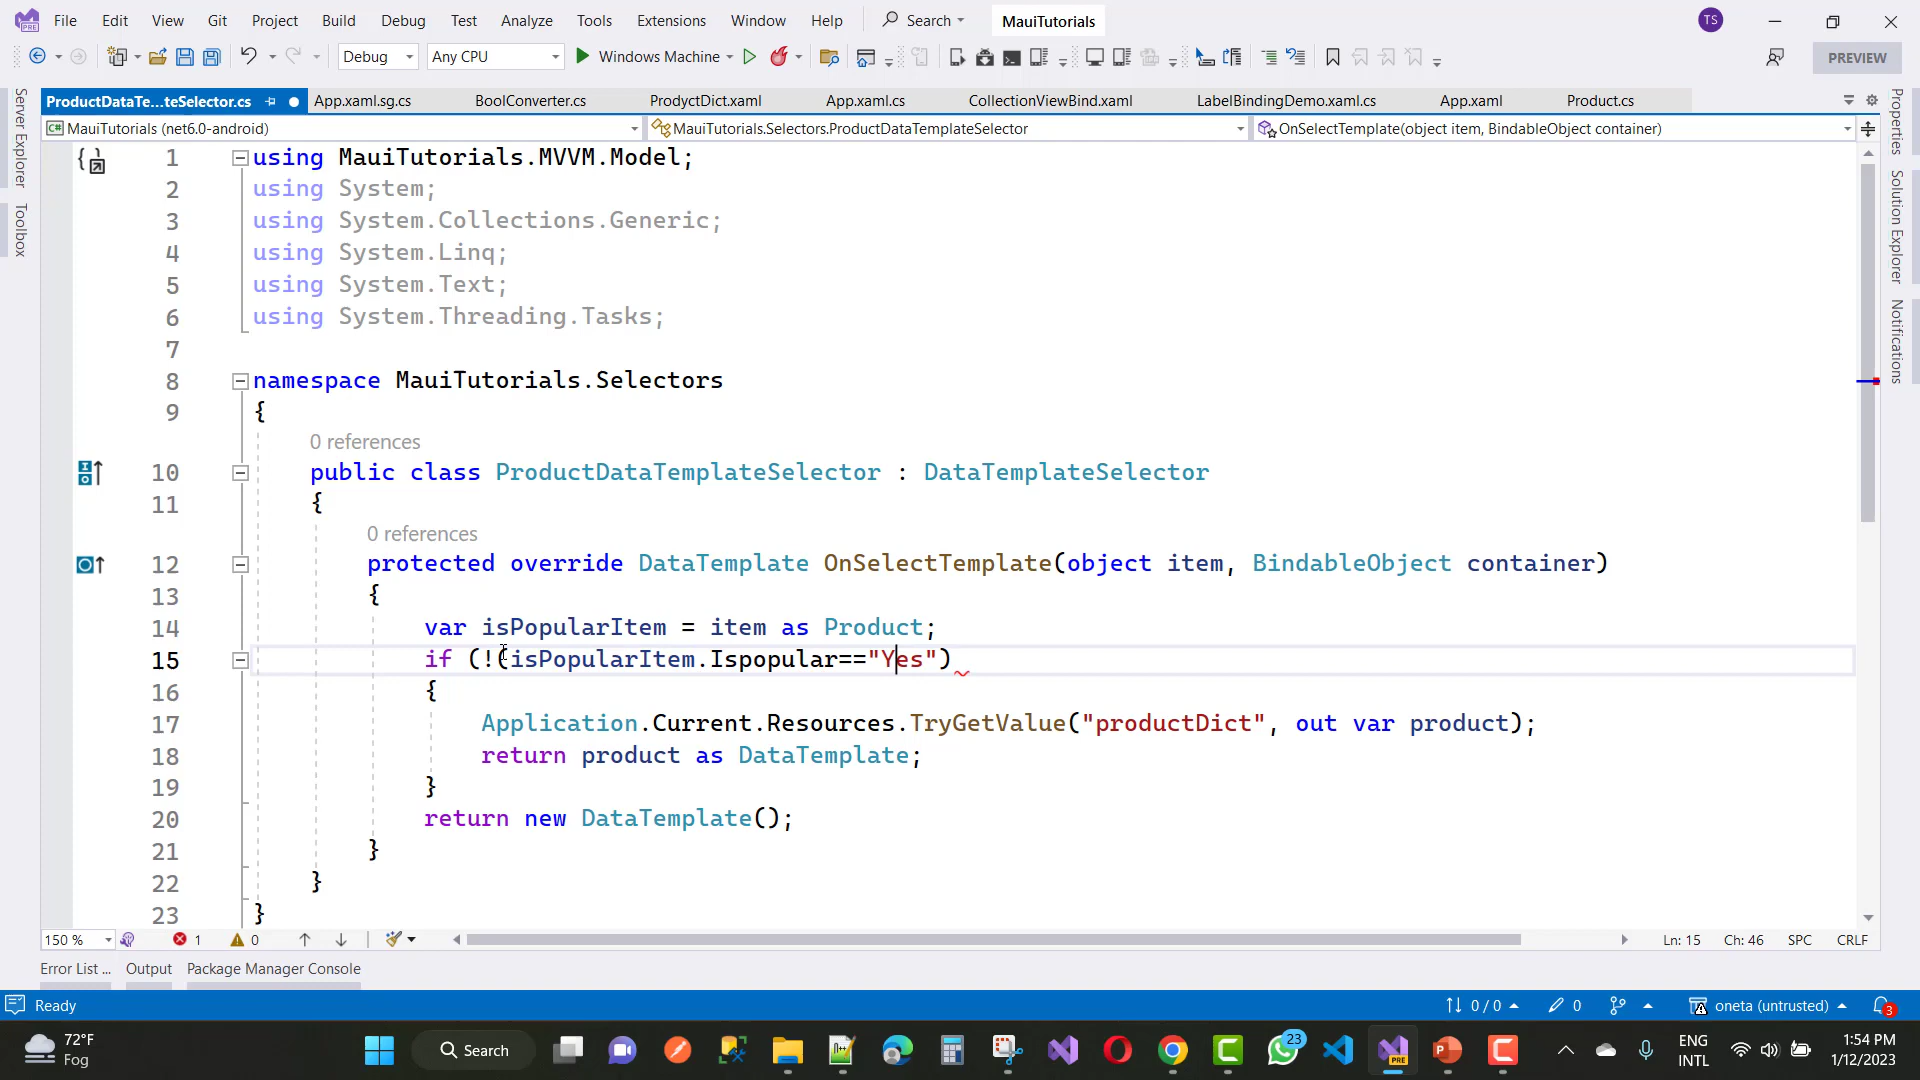 File Edit View Git Project Build Debug Test Analyze Tools Extensions Window Help Search MauiTutorials TS
Debug Any CPU Windows Machine PREVIEW
ProductDataTe...teSelector.cs App.xaml.sg.cs BoolConverter.cs ProdyctDict.xaml App.xaml.cs CollectionViewBind.xaml LabelBindingDemo.xaml.cs App.xaml Product.cs
MauiTutorials (net6.0-android) MauiTutorials.Selectors.ProductDataTemplateSelector OnSelectTemplate(object item, BindableObject container)
Server Explorer
Toolbox
Properties
Solution Explorer
Notifications
1 using MauiTutorials.MVVM.Model;
2 using System;
3 using System.Collections.Generic;
4 using System.Linq;
5 using System.Text;
6 using System.Threading.Tasks;
7
8 namespace MauiTutorials.Selectors
9 {
0 references
10 public class ProductDataTemplateSelector : DataTemplateSelector
11 {
0 references
12 protected override DataTemplate OnSelectTemplate(object item, BindableObject container)
13 {
14 var isPopularItem = item as Product;
15 if (!(isPopularItem.Ispopular=="Yes")
16 {
17 Application.Current.Resources.TryGetValue("productDict", out var product);
18 return product as DataTemplate;
19 }
20 return new DataTemplate();
21 }
22 }
23 }
150 % 1 0 Ln: 15 Ch: 46 SPC CRLF
Error List ... Output Package Manager Console
Ready 0 / 0 0 oneta (untrusted) 3
72°F
Fog
Search
23
PRE
ENG
INTL
1:54 PM
1/12/2023